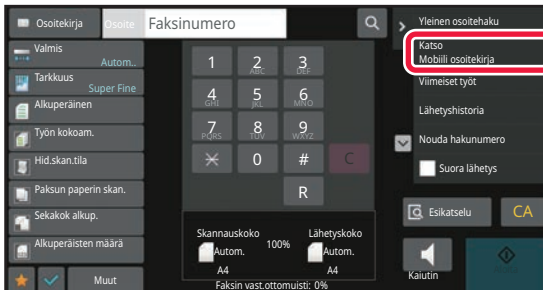 Osoitekirja
Osoite
Faksinumero
Valmis
Autom..
Tarkkuus
Super Fine
Alkuperäinen
Työn kokoam.
Hid.skan.tila
Paksun paperin skan.
Sekakok alkup.
Alkuperäisten määrä
Muut
1
2
ABC
3
DEF
4
GHI
5
JKL
6
MNO
7
PQRS
8
TUV
9
WXYZ
0
#
C
R
Skannauskoko
Lähetyskoko
100%
Autom.
Autom.
A4
A4
Faksin vast.ottomuisti: 0%
Yleinen osoitehaku
Katso
Mobiili osoitekirja
Viimeiset työt
Lähetyshistoria
Nouda hakunumero
Suora lähetys
Esikatselu
CA
Kaiutin